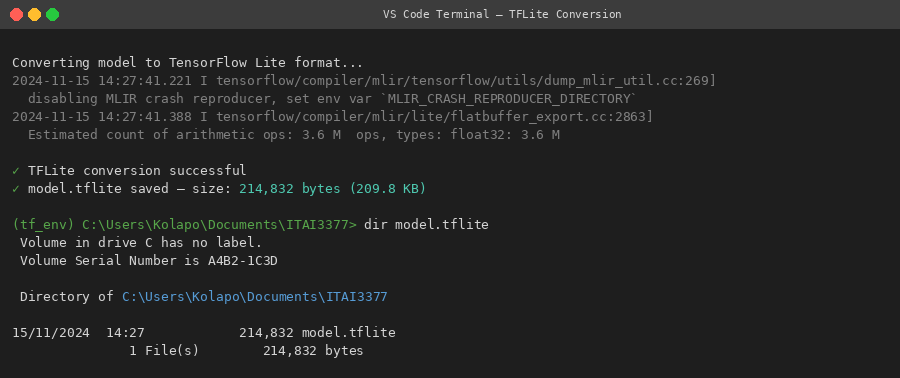 VS Code Terminal — TFLite Conversion
Converting model to TensorFlow Lite format...
2024-11-15 14:27:41.221 I tensorflow/compiler/mlir/tensorflow/utils/dump_mlir_util.cc:269]
disabling MLIR crash reproducer, set env var `MLIR_CRASH_REPRODUCER_DIRECTORY`
2024-11-15 14:27:41.388 I tensorflow/compiler/mlir/lite/flatbuffer_export.cc:2863]
Estimated count of arithmetic ops: 3.6 M  ops, types: float32: 3.6 M
✓ TFLite conversion successful
✓ model.tflite saved — size: 214,832 bytes (209.8 KB)
(tf_env) C:\Users\Kolapo\Documents\ITAI3377> dir model.tflite
Volume in drive C has no label.
Volume Serial Number is A4B2-1C3D
Directory of C:\Users\Kolapo\Documents\ITAI3377
15/11/2024  14:27            214,832 model.tflite
1 File(s)        214,832 bytes